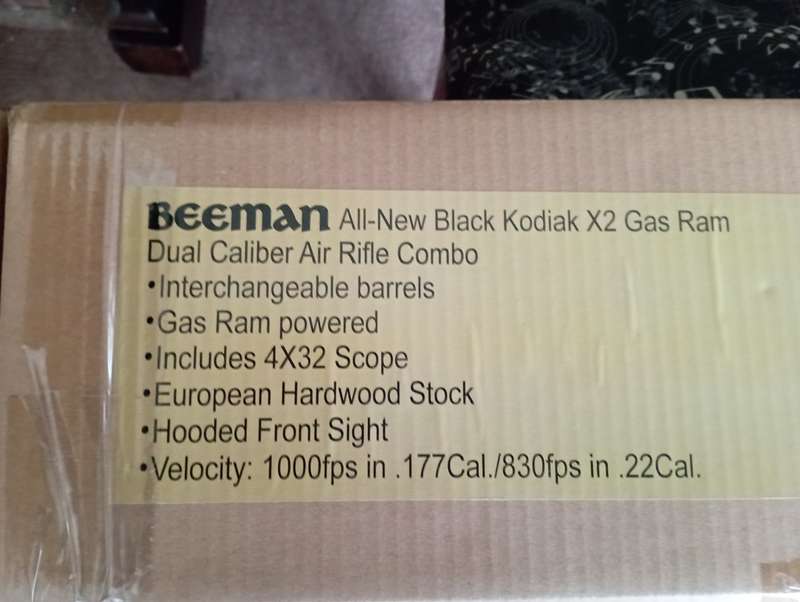 BEEMAN All-New Black Kodiak X2 Gas Ram
Dual Caliber Air Rifle Combo
•Interchangeable barrels
•Gas Ram powered
•Includes 4X32 Scope
•European Hardwood Stock
•Hooded Front Sight
•Velocity: 1000fps in .177Cal./830fps in .22Cal.